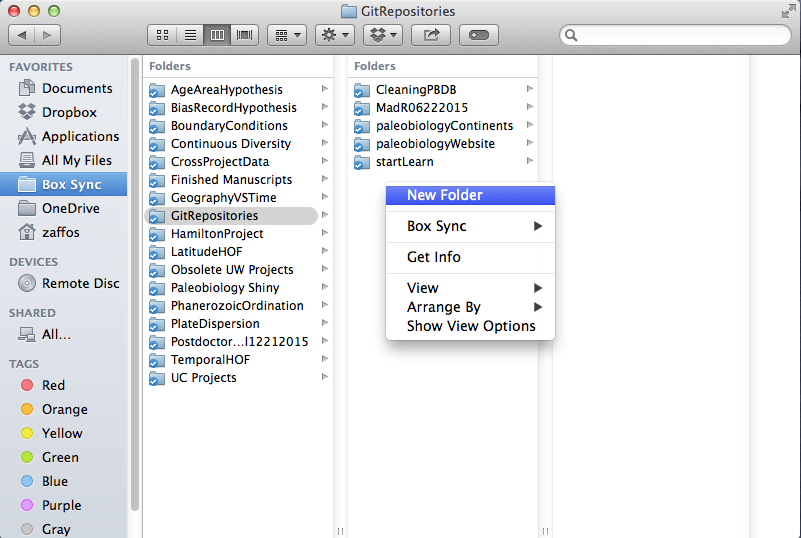 GitRepositories
FAVORITES
Documents
Dropbox
Applications
All My Files
Box Sync
OneDrive
zaffos
DEVICES
Remote Disc
SHARED
All...
TAGS
Red
Orange
Yellow
Green
Blue
Purple
Gray
Folders
AgeAreaHypothesis
BiasRecordHypothesis
BoundaryConditions
Continuous Diversity
CrossProjectData
Finished Manuscripts
GeographyVSTime
GitRepositories
HamiltonProject
LatitudeHOF
Obsolete UW Projects
Paleobiology Shiny
PhanerozoicOrdination
PlateDispersion
Postdoctor...l12212015
TemporalHOF
UC Projects
Folders
CleaningPBDB
MadR06222015
paleobiologyContinents
paleobiologyWebsite
startLearn
New Folder
Box Sync
Get Info
View
Arrange By
Show View Options